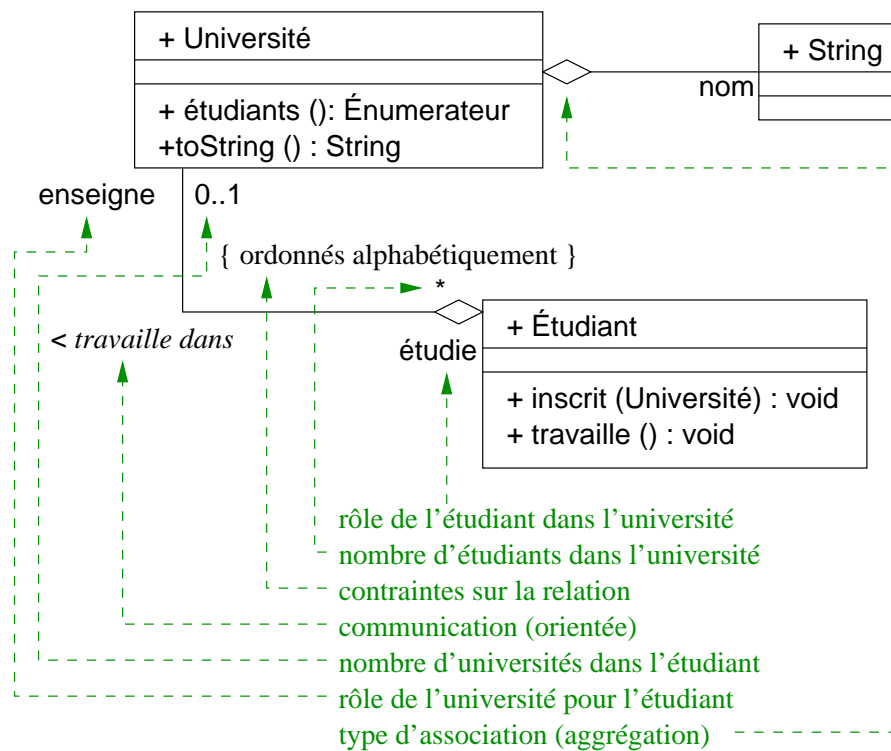 + Université
+ String
nom
+ étudiants (): Énumerateur
+toString () : String
enseigne 0..1
{ ordonnés alphabétiquement }
*
+ Étudiant
< travaille dans
étudie
+ inscrit (Université) : void
+ travaille () : void
rôle de l’étudiant dans l’université
nombre d’étudiants dans l’université
contraintes sur la relation
communication (orientée)
nombre d’universités dans l’étudiant
rôle de l’université pour l’étudiant
type d’association (aggrégation)